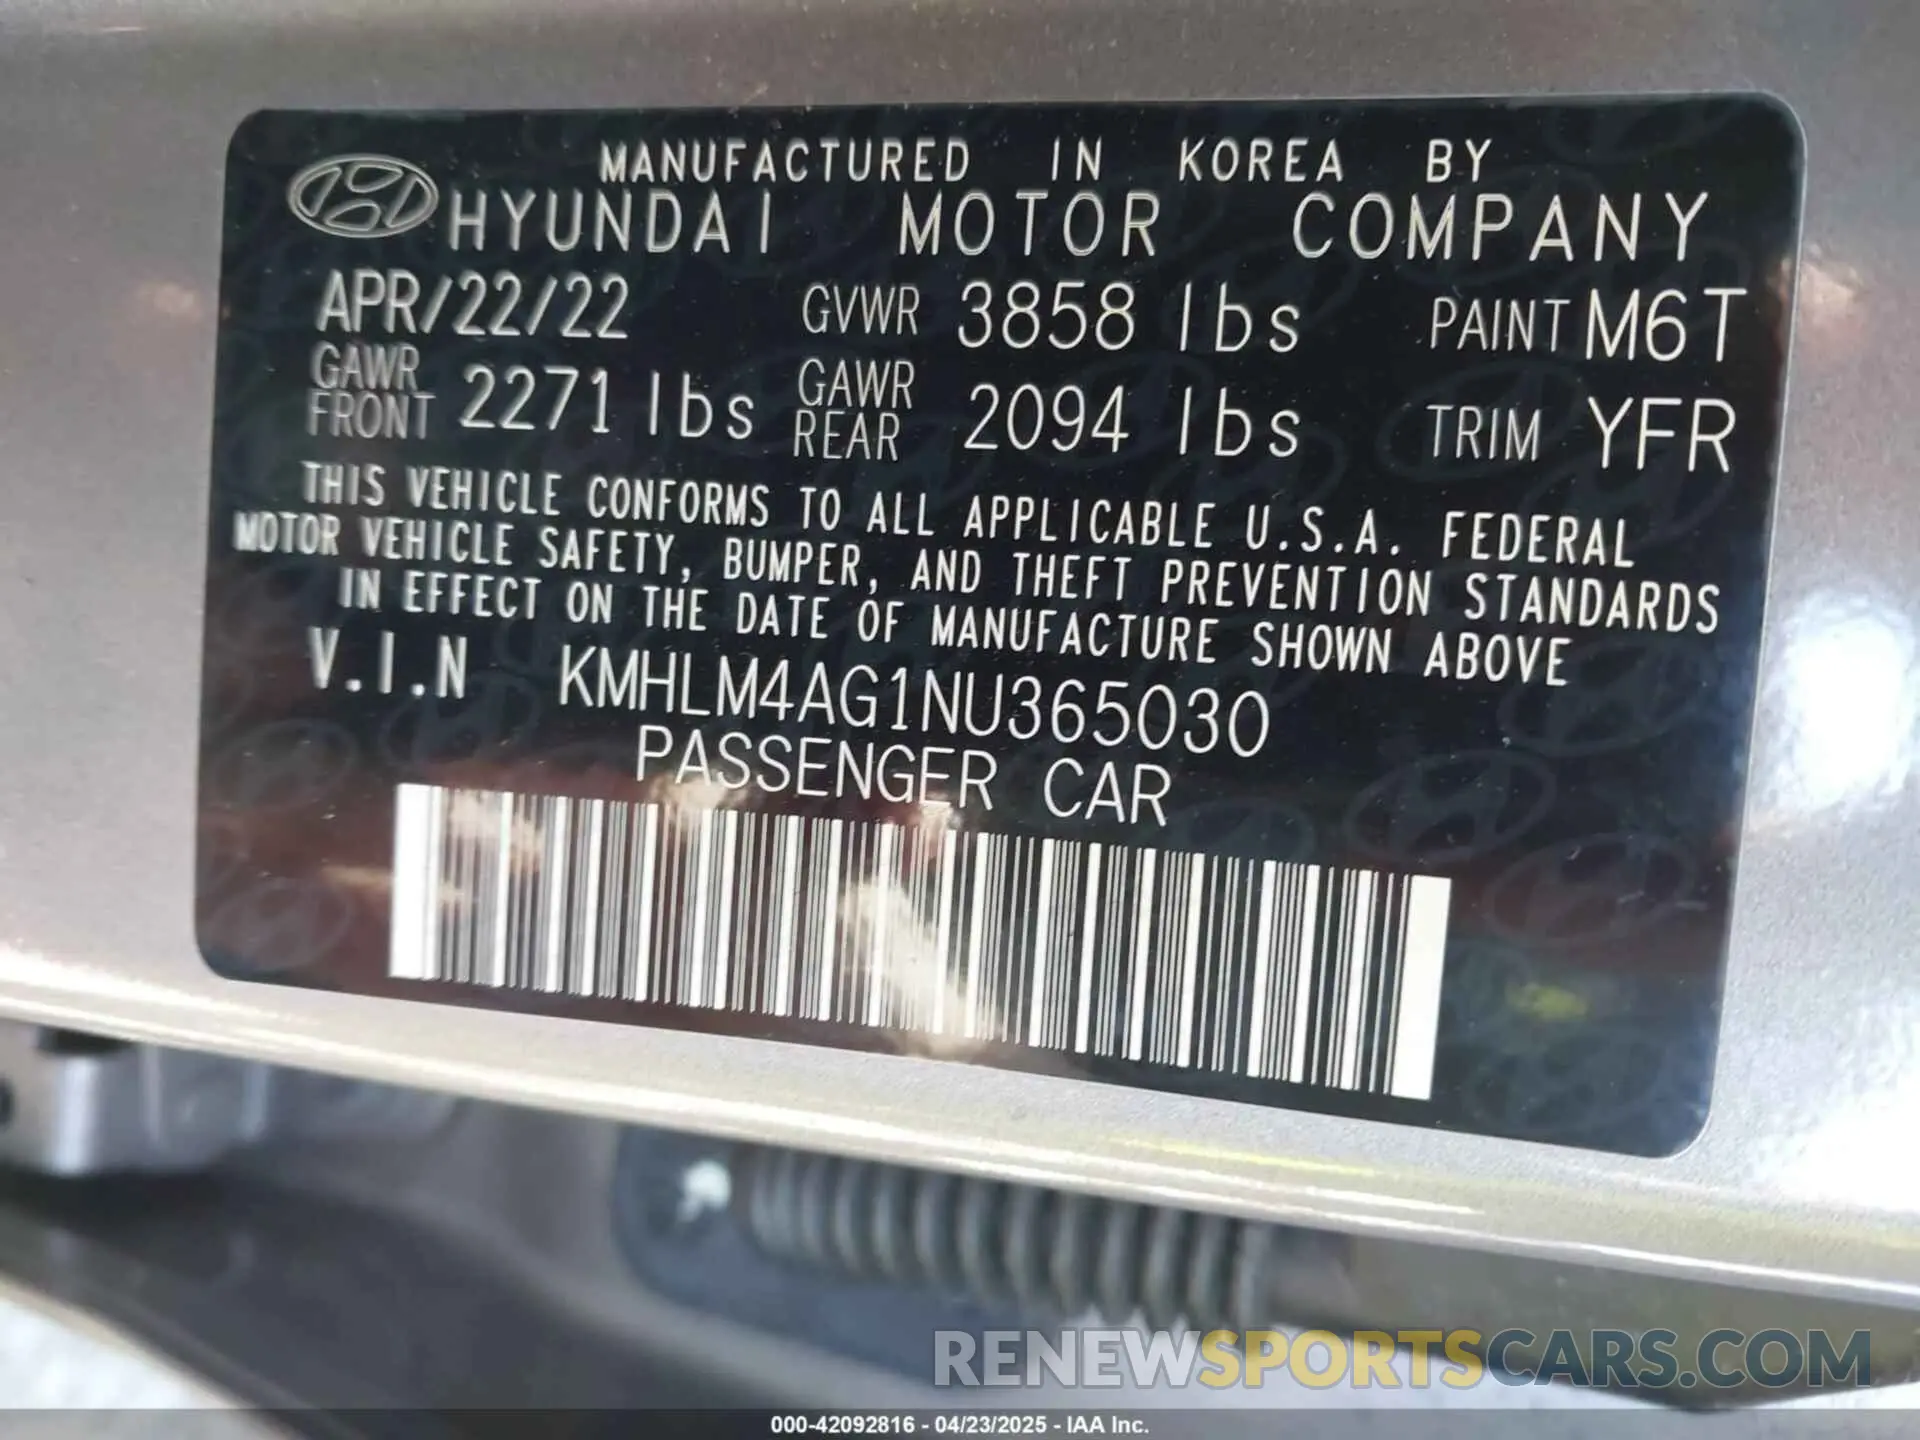 MANUFACTURED IN KOREA BY
HYUNDAI MOTOR COMPANY
APR/22/22 GVWR 3858 lbs PAINT M6T
GAWR FRONT 2271 lbs GAWR REAR 2094 lbs TRIM YFR
THIS VEHICLE CONFORMS TO ALL APPLICABLE U.S.A. FEDERAL
MOTOR VEHICLE SAFETY, BUMPER, AND THEFT PREVENTION STANDARDS
IN EFFECT ON THE DATE OF MANUFACTURE SHOWN ABOVE
V.I.N KMHLM4AG1NU365030
PASSENGER CAR
RENEWSPORTSCARS.COM
000-42092816 - 04/23/2025 - IAA Inc.